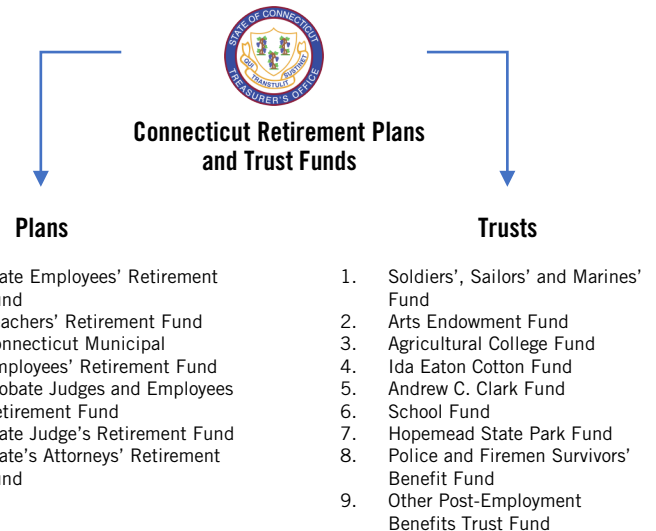 STATE OF CONNECTICUT
QUI TRANSTULIT SUSTINET
TREASURER'S OFFICE
Connecticut Retirement Plans
and Trust Funds
Plans
ate Employees' Retirement
und
achers' Retirement Fund
onnecticut Municipal
mployees' Retirement Fund
obate Judges and Employees
etirement Fund
ate Judge's Retirement Fund
ate's Attorneys' Retirement
und
Trusts
1. Soldiers', Sailors' and Marines'
Fund
2. Arts Endowment Fund
3. Agricultural College Fund
4. Ida Eaton Cotton Fund
5. Andrew C. Clark Fund
6. School Fund
7. Hopemead State Park Fund
8. Police and Firemen Survivors'
Benefit Fund
9. Other Post-Employment
Benefits Trust Fund